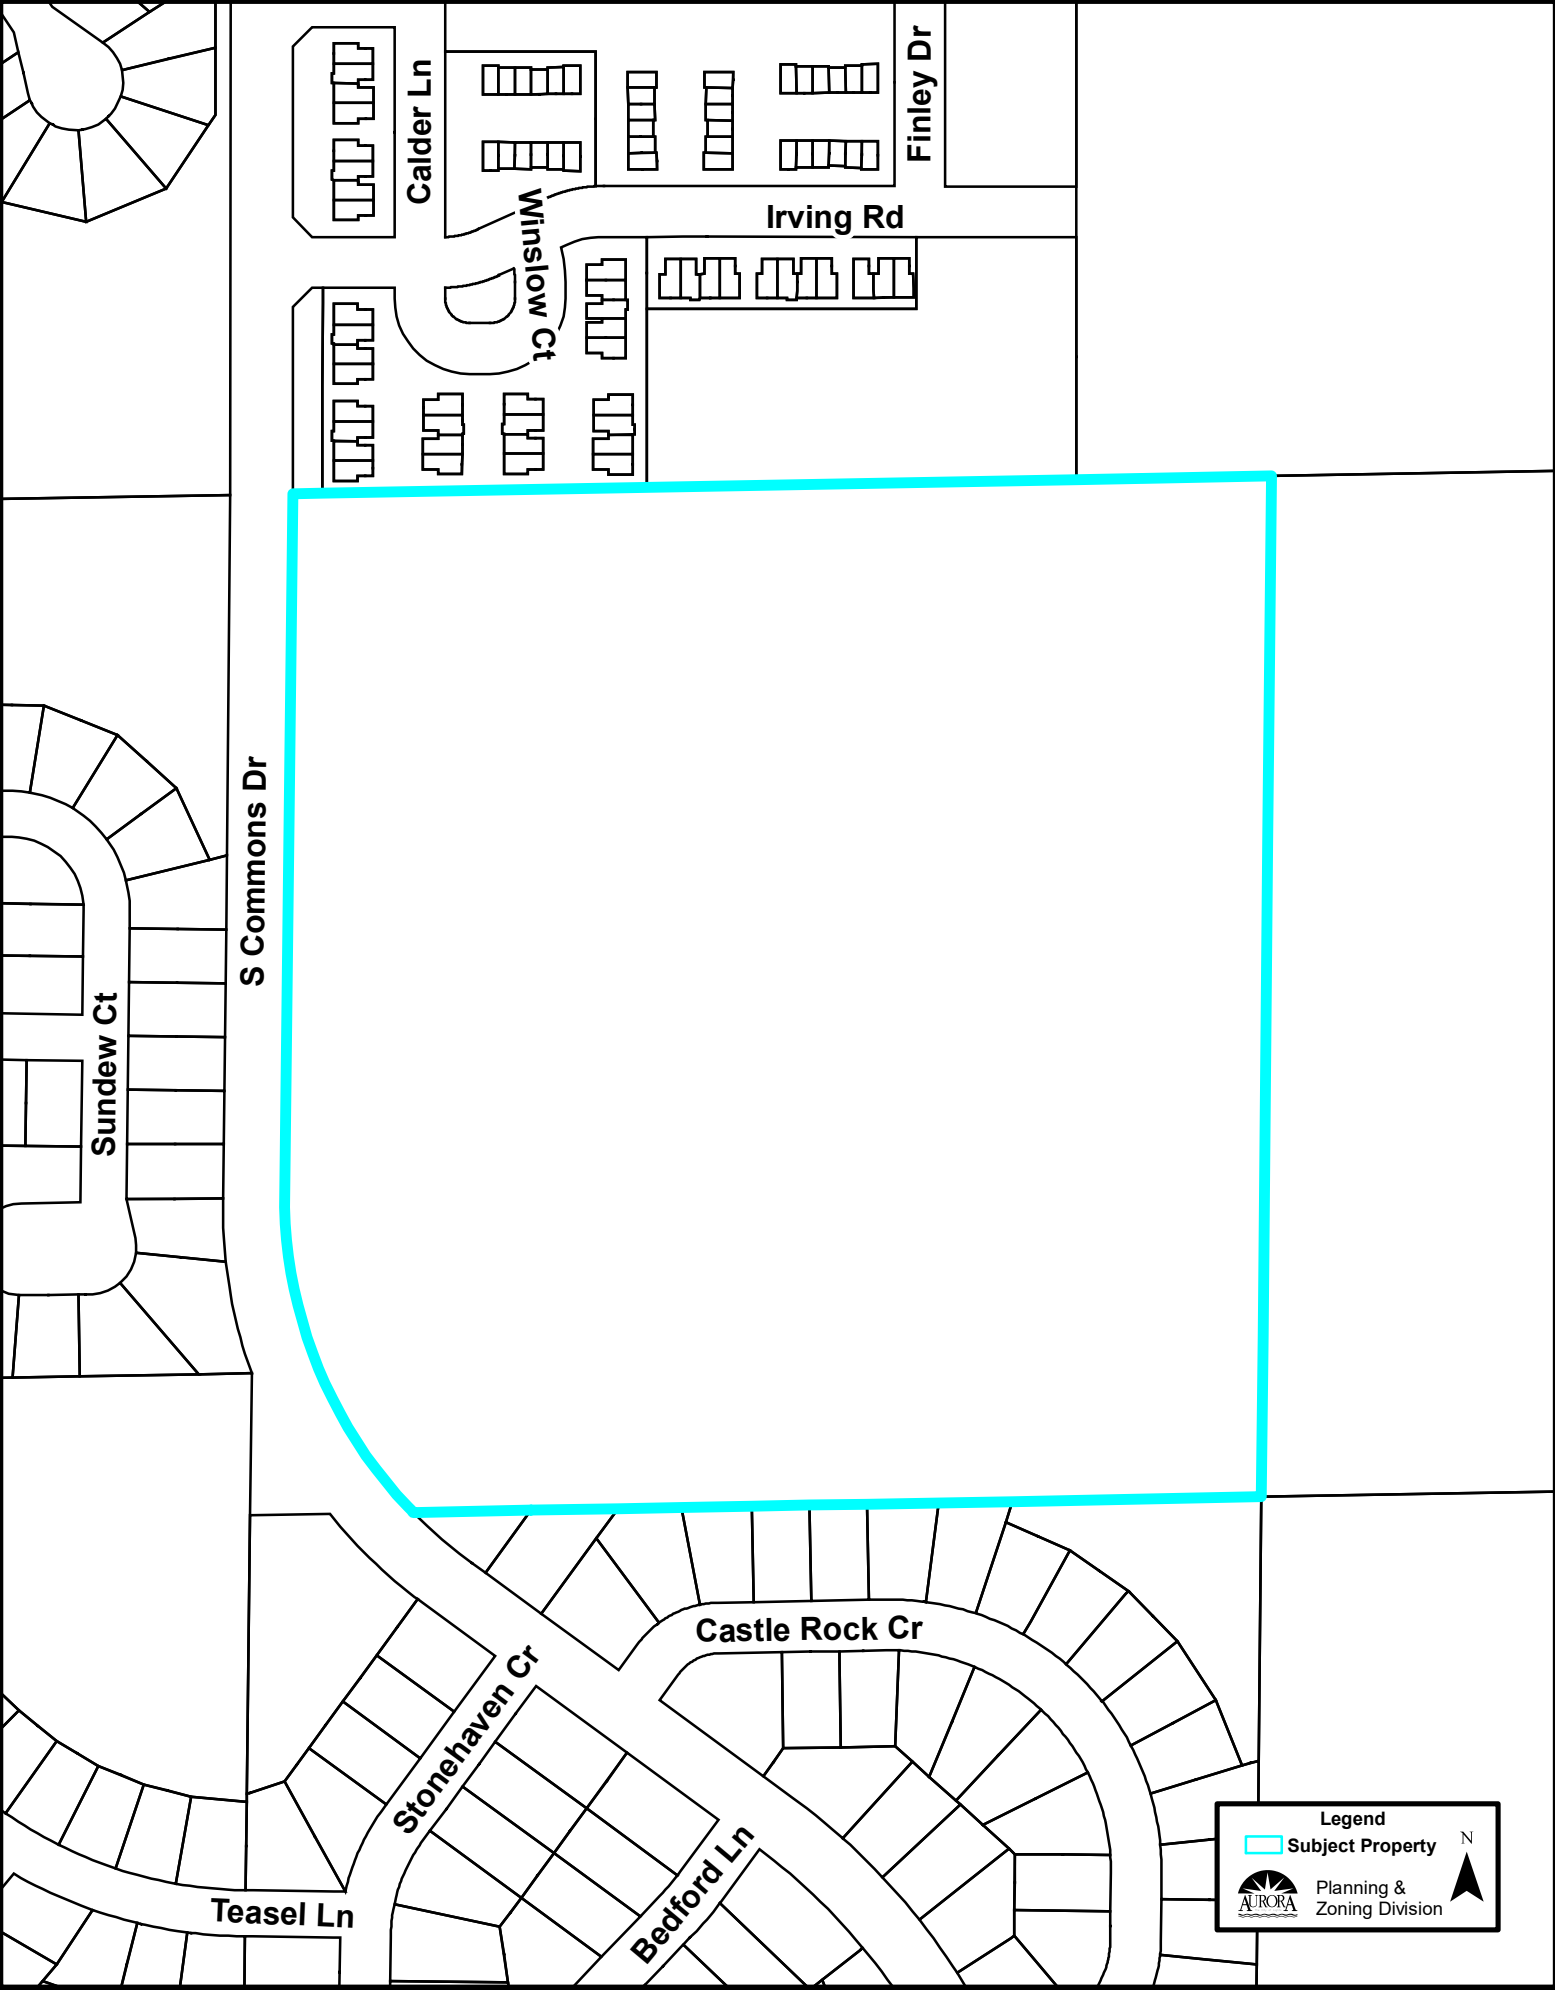 Calder Ln
Finley Dr
Winslow Ct
Irving Rd
S Commons Dr
Sundew Ct
Castle Rock Cr
Stonehaven Cr
Bedford Ln
Teasel Ln
Legend
Subject Property
N
AURORA
Planning &
Zoning Division